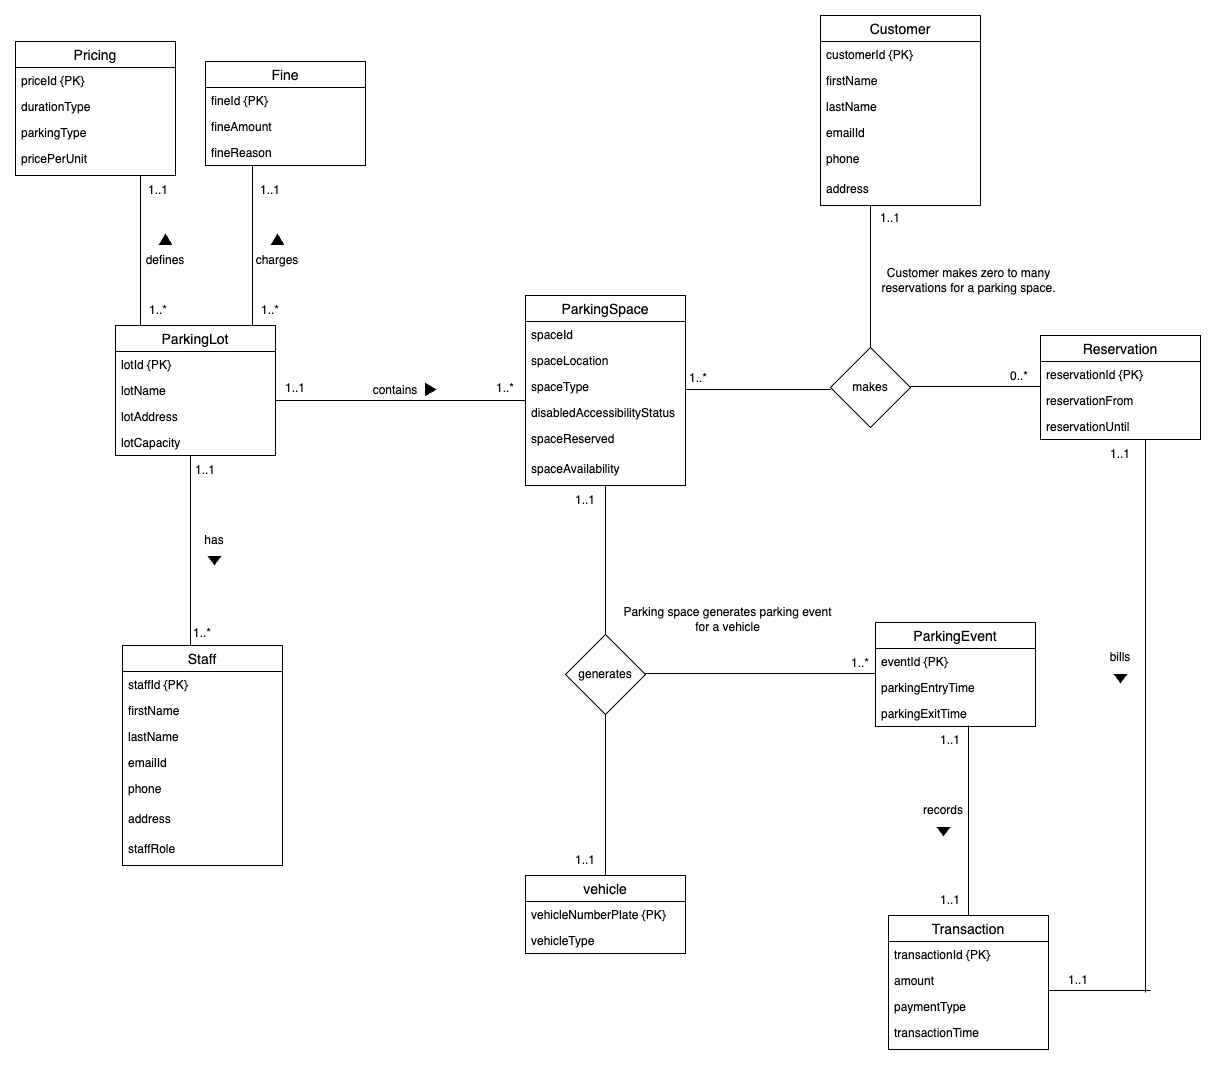 Pricing
priceId {PK}
durationType
parkingType
pricePerUnit
Fine
fineId {PK}
fineAmount
fineReason
Customer
customerId {PK}
firstName
lastName
emailId
phone
address
1..1
1..1
1..1
defines
charges
Customer makes zero to many
reservations for a parking space.
1..*
1..*
ParkingLot
lotId {PK}
lotName
lotAddress
lotCapacity
1..1
contains
1..*
ParkingSpace
spaceId
spaceLocation
spaceType
disabledAccessibilityStatus
spaceReserved
spaceAvailability
1..*
makes
0..*
Reservation
reservationId {PK}
reservationFrom
reservationUntil
1..1
1..1
1..1
has
1..*
Staff
staffId {PK}
firstName
lastName
emailId
phone
address
staffRole
Parking space generates parking event
for a vehicle
generates
1..*
ParkingEvent
eventId {PK}
parkingEntryTime
parkingExitTime
bills
1..1
records
1..1
1..1
vehicle
vehicleNumberPlate {PK}
vehicleType
Transaction
transactionId {PK}
amount
paymentType
transactionTime
1..1